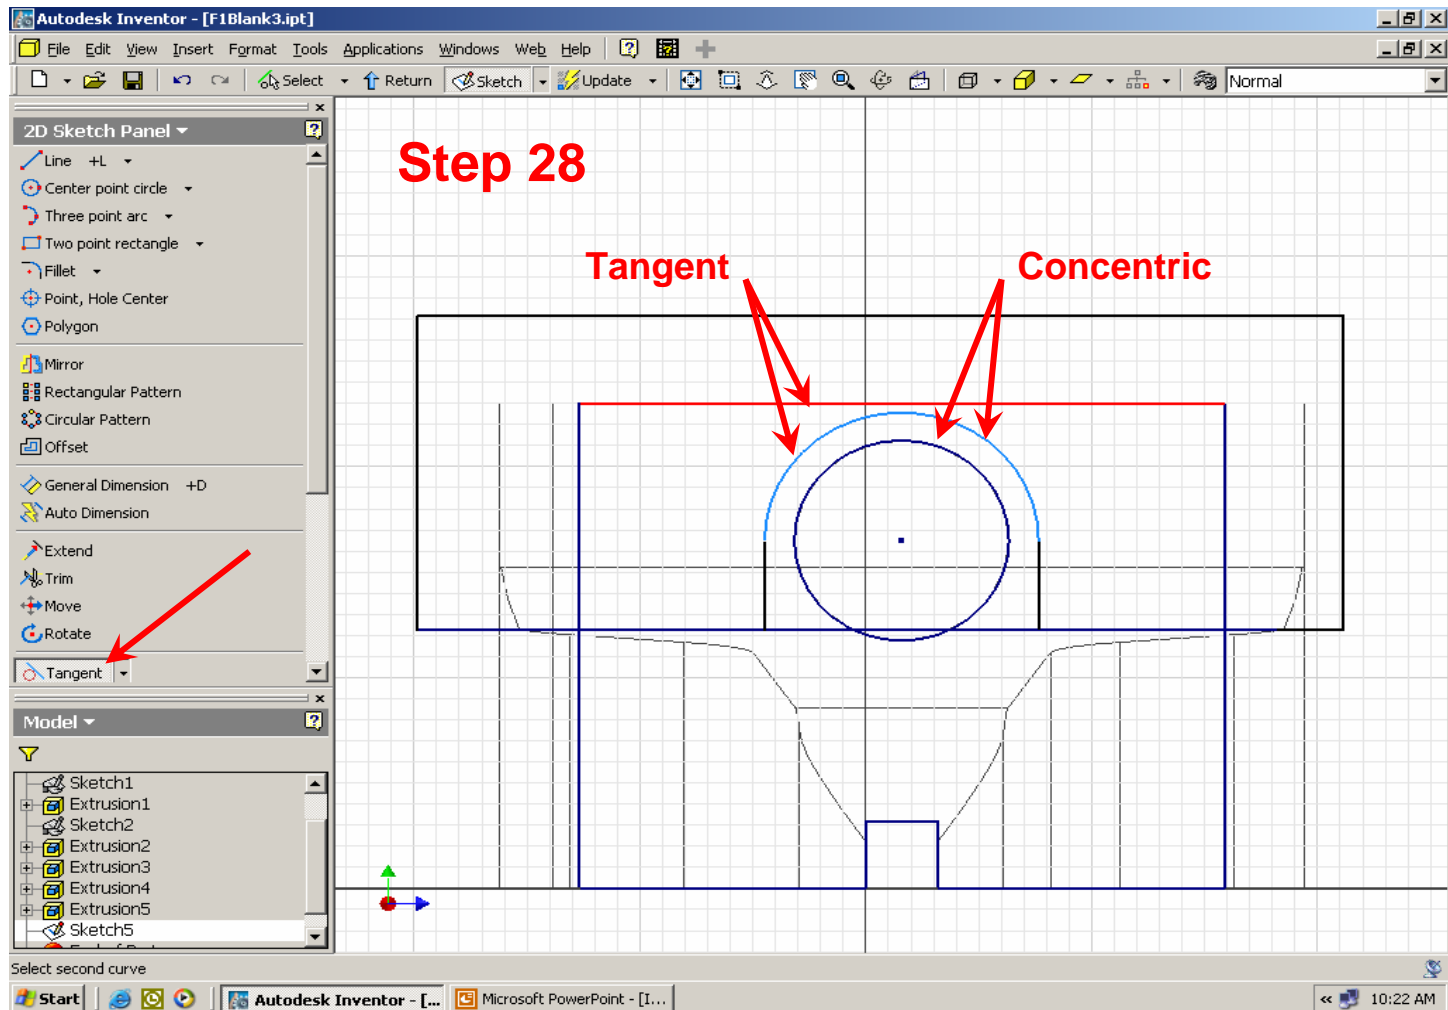 Autodesk Inventor - [F1Blank3.ipt]
File Edit View Insert Format Tools Applications Windows Web Help
Select Return Sketch Update Normal
2D Sketch Panel
Line +L
Center point circle
Three point arc
Two point rectangle
Fillet
Point, Hole Center
Polygon
Mirror
Rectangular Pattern
Circular Pattern
Offset
General Dimension +D
Auto Dimension
Extend
Trim
Move
Rotate
Tangent
Model
Sketch1
Extrusion1
Sketch2
Extrusion2
Extrusion3
Extrusion4
Extrusion5
Sketch5
Step 28
Tangent
Concentric
Select second curve
Start
Autodesk Inventor - [...
Microsoft PowerPoint - [I...
10:22 AM